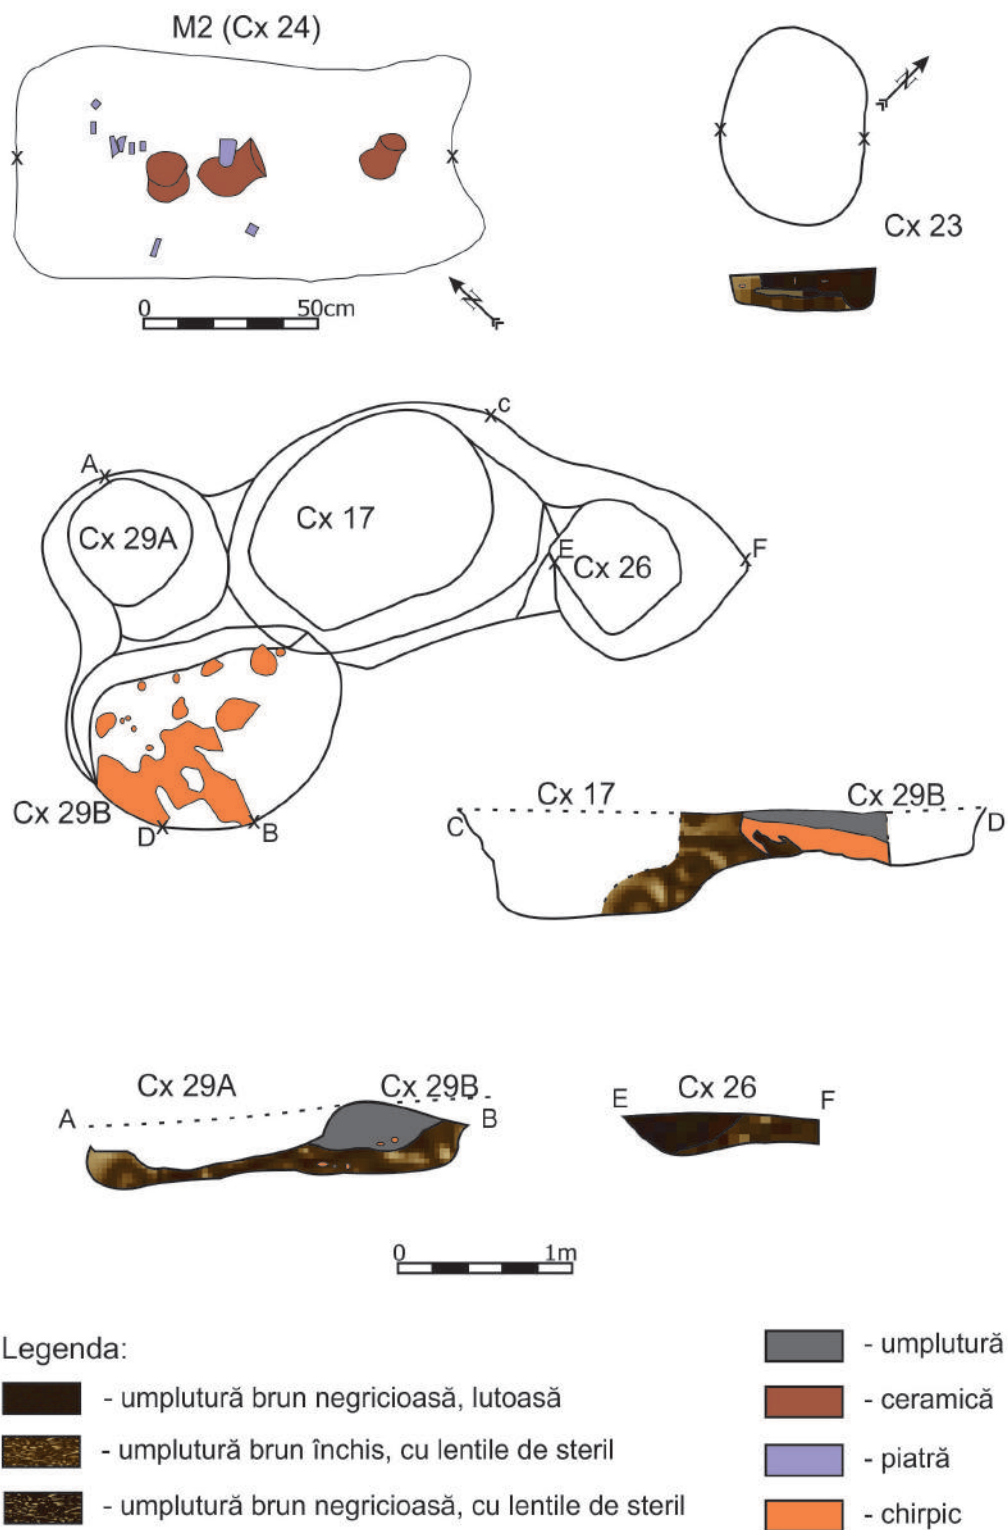 M2 (Cx 24)
N
Cx 23
0 50cm
N
A
C
Cx 29A
Cx 17
E
Cx 26
F
Cx 29B
D
B
Cx 17
Cx 29B
C
D
Cx 29A
Cx 29B
A
B
E
Cx 26
F
0 1m
Legenda:
- umplutură brun negricioasă, lutoasă
- umplutură brun închis, cu lentile de steril
- umplutură brun negricioasă, cu lentile de steril
- umplutură
- ceramică
- piatră
- chirpic